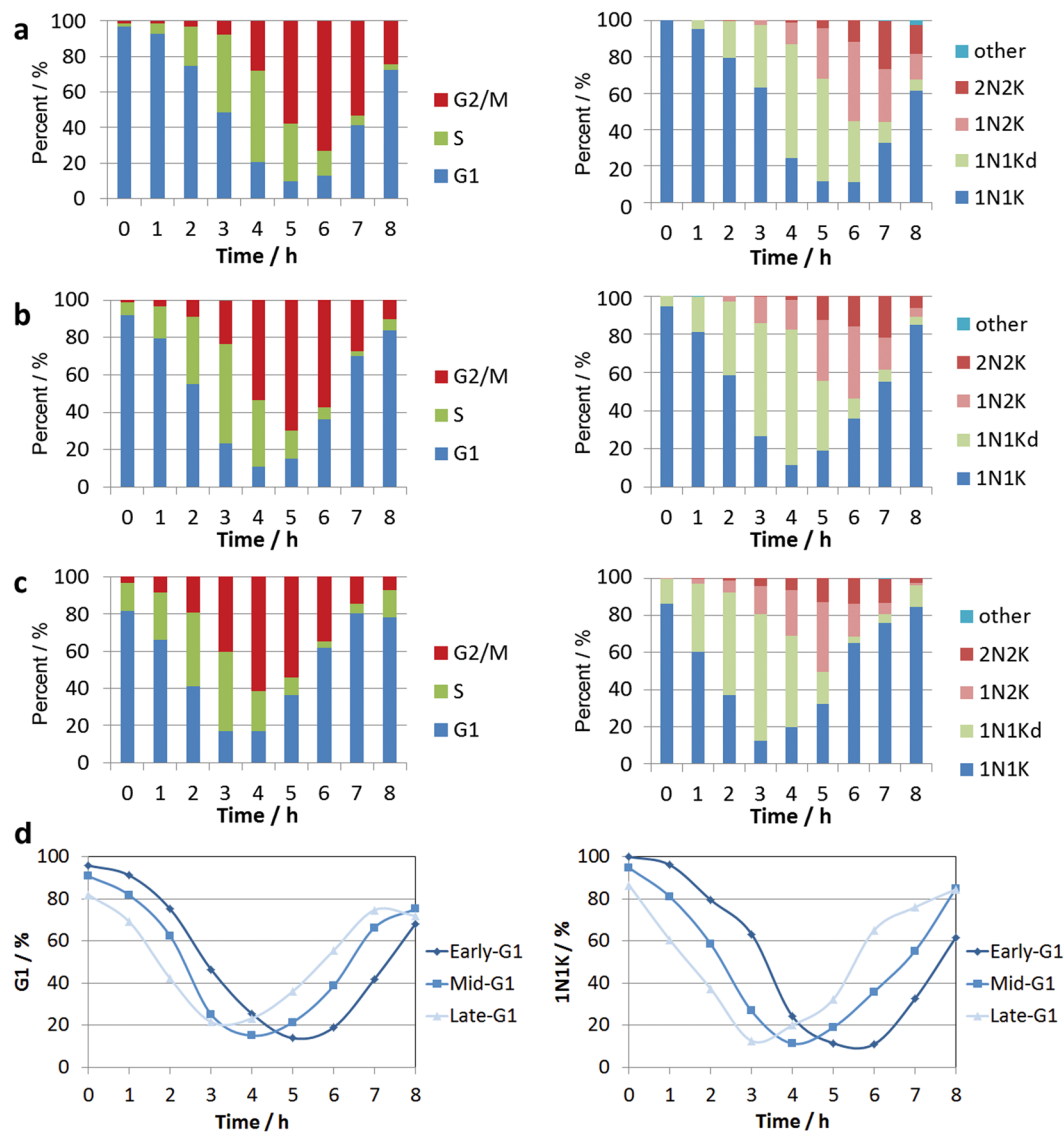 a
Percent / %
100
80
60
40
20
0
0 1 2 3 4 5 6 7 8
Time / h
G2/M
S
G1
Percent / %
100
80
60
40
20
0
0 1 2 3 4 5 6 7 8
Time / h
other
2N2K
1N2K
1N1Kd
1N1K
b
Percent / %
100
80
60
40
20
0
0 1 2 3 4 5 6 7 8
Time / h
G2/M
S
G1
Percent / %
100
80
60
40
20
0
0 1 2 3 4 5 6 7 8
Time / h
other
2N2K
1N2K
1N1Kd
1N1K
c
Percent / %
100
80
60
40
20
0
0 1 2 3 4 5 6 7 8
Time / h
G2/M
S
G1
Percent / %
100
80
60
40
20
0
0 1 2 3 4 5 6 7 8
Time / h
other
2N2K
1N2K
1N1Kd
1N1K
d
G1 / %
100
80
60
40
20
0
0 1 2 3 4 5 6 7 8
Time / h
Early-G1
Mid-G1
Late-G1
1N1K / %
100
80
60
40
20
0
0 1 2 3 4 5 6 7 8
Time / h
Early-G1
Mid-G1
Late-G1